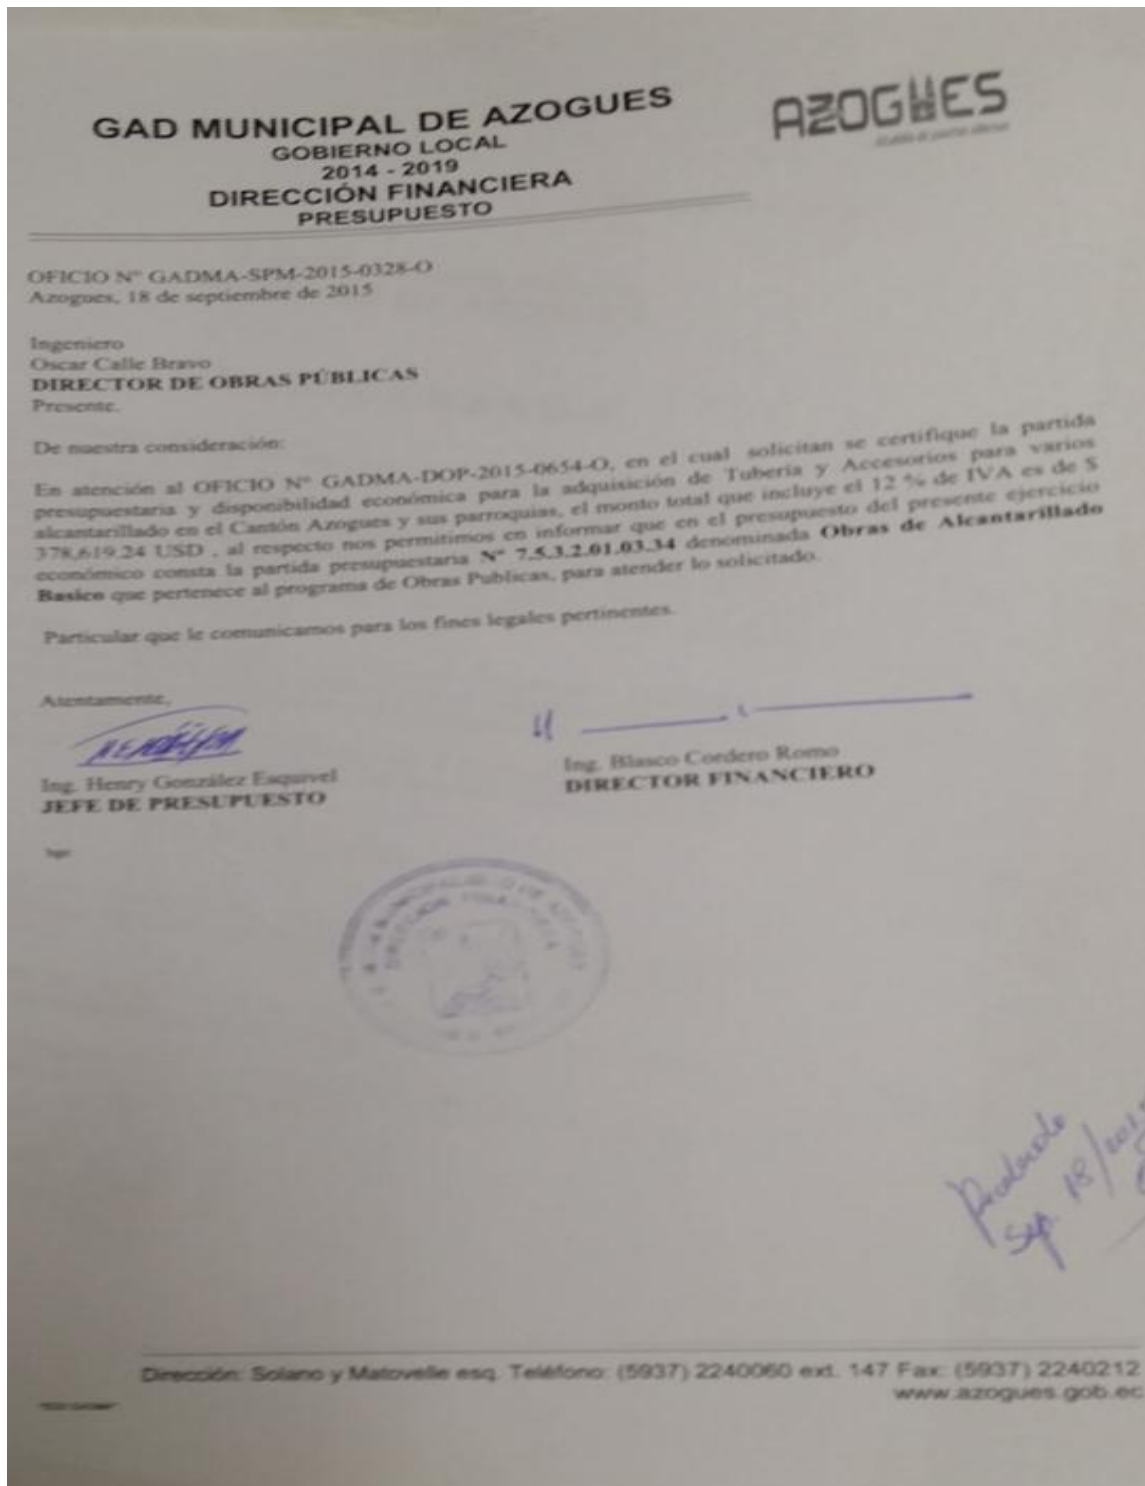 GAD MUNICIPAL DE AZOGUES
GOBIERNO LOCAL
2014 - 2019
DIRECCIÓN FINANCIERA
PRESUPUESTO
AZOGUES
OFICIO N° GADMA-SPM-2015-0328-O
Azogues, 18 de septiembre de 2015
Ingeniero
Oscar Calle Bravo
DIRECTOR DE OBRAS PÚBLICAS
Presente.
De nuestra consideración:
En atención al OFICIO N° GADMA-DOP-2015-0654-O, en el cual solicitan se certifique la partida
presupuestaria y disponibilidad económica para la adquisición de Tubería y Accesorios para varios
alcantarillado en el Cantón Azogues y sus parroquias, el monto total que incluye el 12 % de IVA es de $
378,619.24 USD , al respecto nos permitimos en informar que en el presupuesto del presente ejercicio
económico consta la partida presupuestaria N° 7.5.3.2.01.03.34 denominada Obras de Alcantarillado
Basico que pertenece al programa de Obras Publicas, para atender lo solicitado.
Particular que le comunicamos para los fines legales pertinentes.
Atentamente,
Ing. Henry González Esquivel
JEFE DE PRESUPUESTO
Ing. Blasco Cordero Romo
DIRECTOR FINANCIERO
MUNICIPALIDAD DE AZOGUES
DIRECCION FINANCIERA
Sep. 18/201
Dirección: Solano y Matovelle esq. Teléfono: (5937) 2240060 ext. 147 Fax: (5937) 2240212
www.azogues.gob.ec